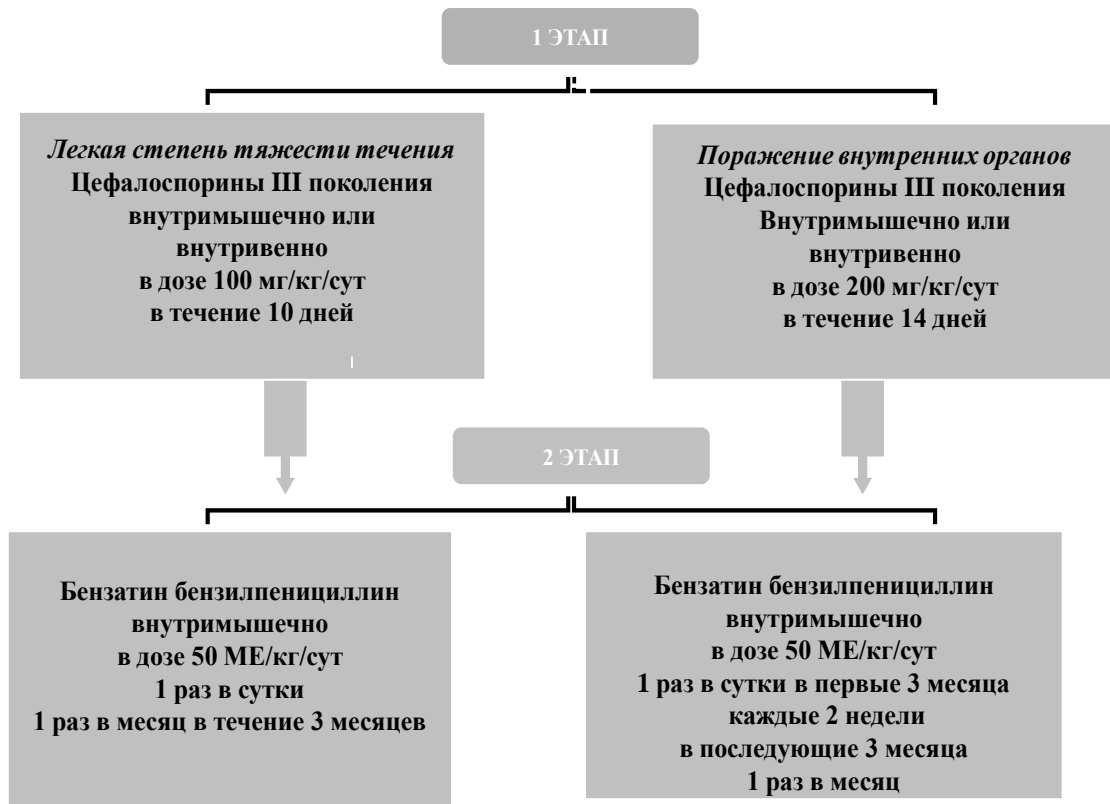 1 ЭТАП
Легкая степень тяжести течения
Цефалоспорины III поколения
внутримышечно или
внутривенно
в дозе 100 мг/кг/сут
в течение 10 дней
Поражение внутренних органов
Цефалоспорины III поколения
Внутримышечно или
внутривенно
в дозе 200 мг/кг/сут
в течение 14 дней
2 ЭТАП
Бензатин бензилпенициллин
внутримышечно
в дозе 50 МЕ/кг/сут
1 раз в сутки
1 раз в месяц в течение 3 месяцев
Бензатин бензилпенициллин
внутримышечно
в дозе 50 МЕ/кг/сут
1 раз в сутки в первые 3 месяца
каждые 2 недели
в последующие 3 месяца
1 раз в месяц